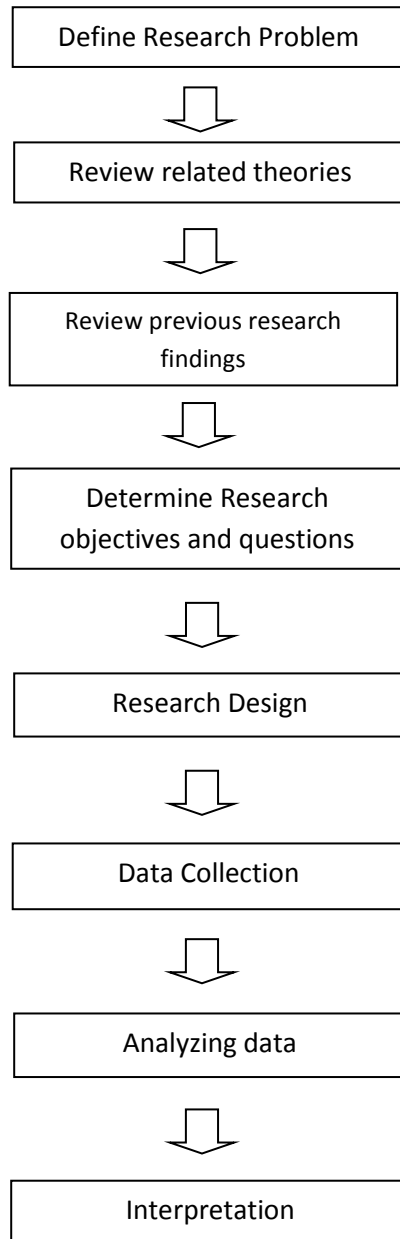 Define Research Problem
Review related theories
Review previous research
findings
Determine Research
objectives and questions
Research Design
Data Collection
Analyzing data
Interpretation